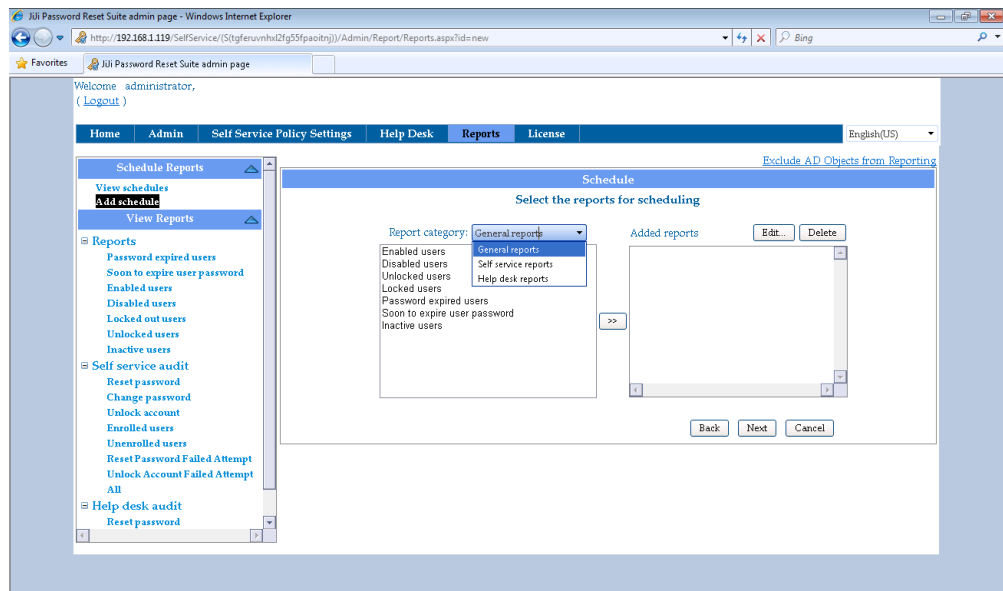 JiJi Password Reset Suite admin page - Windows Internet Explorer
http://192.168.1.119/SelfService/(S(tgferuvnhxl2fg55fpaoitnj))/Admin/Report/Reports.aspx?id=new
Bing
Favorites
JiJi Password Reset Suite admin page
Welcome administrator,
( Logout )
Home Admin Self Service Policy Settings Help Desk Reports License English(US)
Exclude AD Objects from Reporting
Schedule Reports
View schedules
Add schedule
View Reports
Reports
Password expired users
Soon to expire user password
Enabled users
Disabled users
Locked out users
Unlocked users
Inactive users
Self service audit
Reset password
Change password
Unlock account
Enrolled users
Unenrolled users
Reset Password Failed Attempt
Unlock Account Failed Attempt
All
Help desk audit
Reset password
Schedule
Select the reports for scheduling
Report category: General reports
General reports
Self service reports
Help desk reports
Enabled users
Disabled users
Unlocked users
Locked users
Password expired users
Soon to expire user password
Inactive users
>>
Added reports Edit... Delete
Back Next Cancel